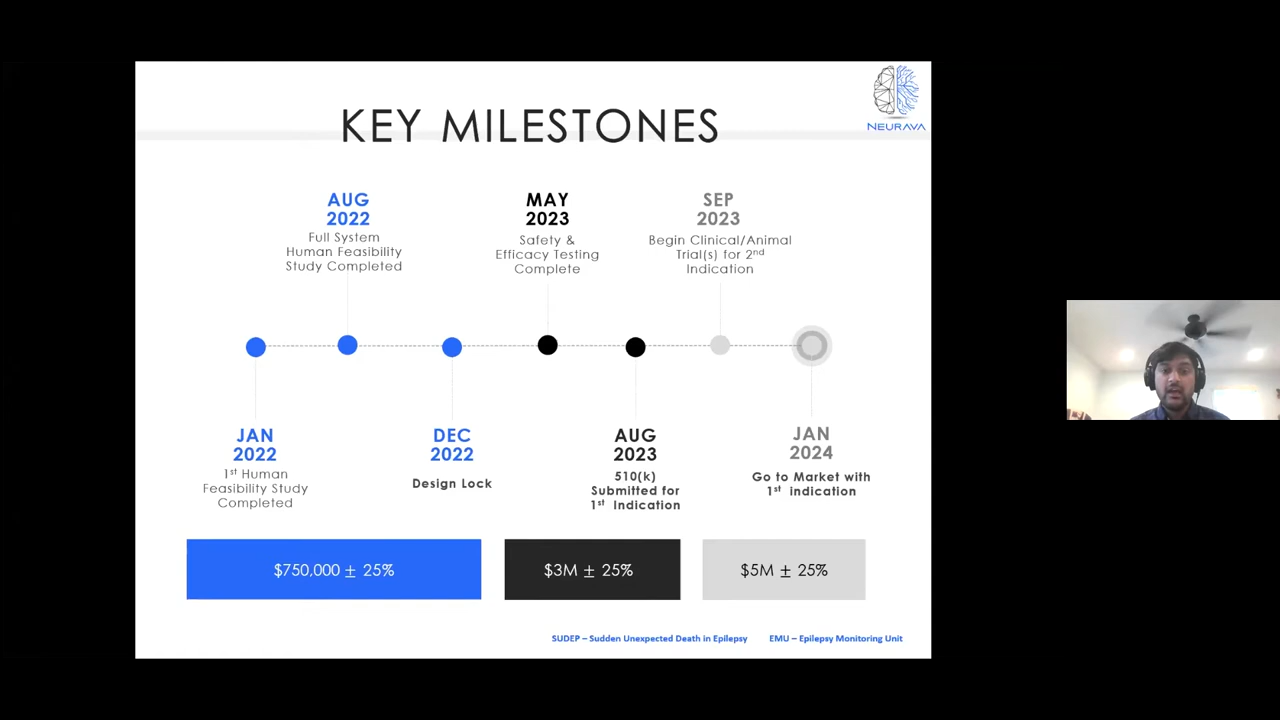 NEURAVA
KEY MILESTONES
AUG
2022
Full System
Human Feasibility
Study Completed
MAY
2023
Safety &
Efficacy Testing
Complete
SEP
2023
Begin Clinical/Animal
Trial(s) for 2nd
Indication
JAN
2022
1st Human
Feasibility Study
Completed
DEC
2022
Design Lock
AUG
2023
510(k)
Submitted for
1st Indication
JAN
2024
Go to Market with
1st indication
$750,000 ± 25%
$3M ± 25%
$5M ± 25%
SUDEP – Sudden Unexpected Death in Epilepsy
EMU – Epilepsy Monitoring Unit